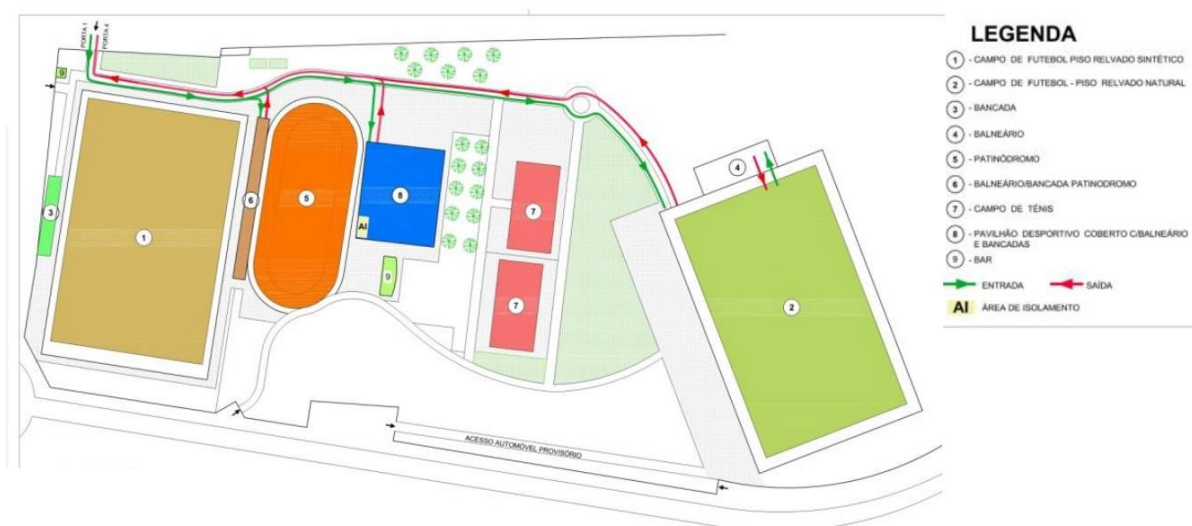 PORTA 1
PORTA 4
9
3
1
6
5
8
AI
9
7
7
4
2
ACESSO AUTOMÓVEL PROVISÓRIO
LEGENDA
1 - CAMPO DE FUTEBOL PISO RELVADO SINTÉTICO
2 - CAMPO DE FUTEBOL - PISO RELVADO NATURAL
3 - BANCADA
4 - BALNEÁRIO
5 - PATINÓDROMO
6 - BALNEÁRIO/BANCADA PATINODROMO
7 - CAMPO DE TÉNIS
8 - PAVILHÃO DESPORTIVO COBERTO C/BALNEÁRIO
E BANCADAS
9 - BAR
ENTRADA SAÍDA
AI ÁREA DE ISOLAMENTO